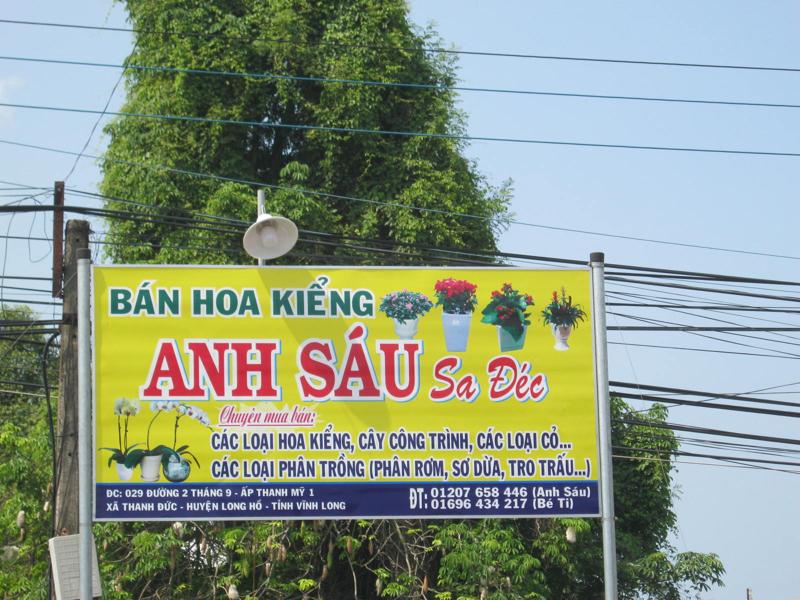 BÁN HOA KIỂNG
ANH SÁU Sa Đéc
Chuyên mua bán:
CÁC LOẠI HOA KIỂNG, CÂY CÔNG TRÌNH, CÁC LOẠI CỎ...
CÁC LOẠI PHÂN TRỒNG (PHÂN RƠM, SƠ DỪA, TRO TRẤU...)
ĐC: 029 ĐƯỜNG 2 THÁNG 9 - ẤP THANH MỸ 1
XÃ THANH ĐỨC - HUYỆN LONG HỒ - TỈNH VĨNH LONG
ĐT: 01207 658 446 (Anh Sáu)
01696 434 217 (Bé Ti)